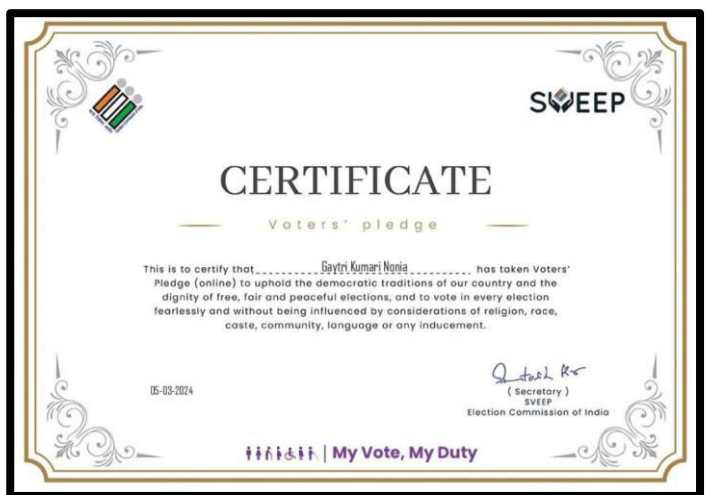 SVEEP
CERTIFICATE
Voters' pledge
This is to certify that Gaytri Kumari Nonia has taken Voters'
Pledge (online) to uphold the democratic traditions of our country and the
dignity of free, fair and peaceful elections, and to vote in every election
fearlessly and without being influenced by considerations of religion, race,
caste, community, language or any inducement.
05-03-2024
( Secretary )
SVEEP
Election Commission of India
My Vote, My Duty